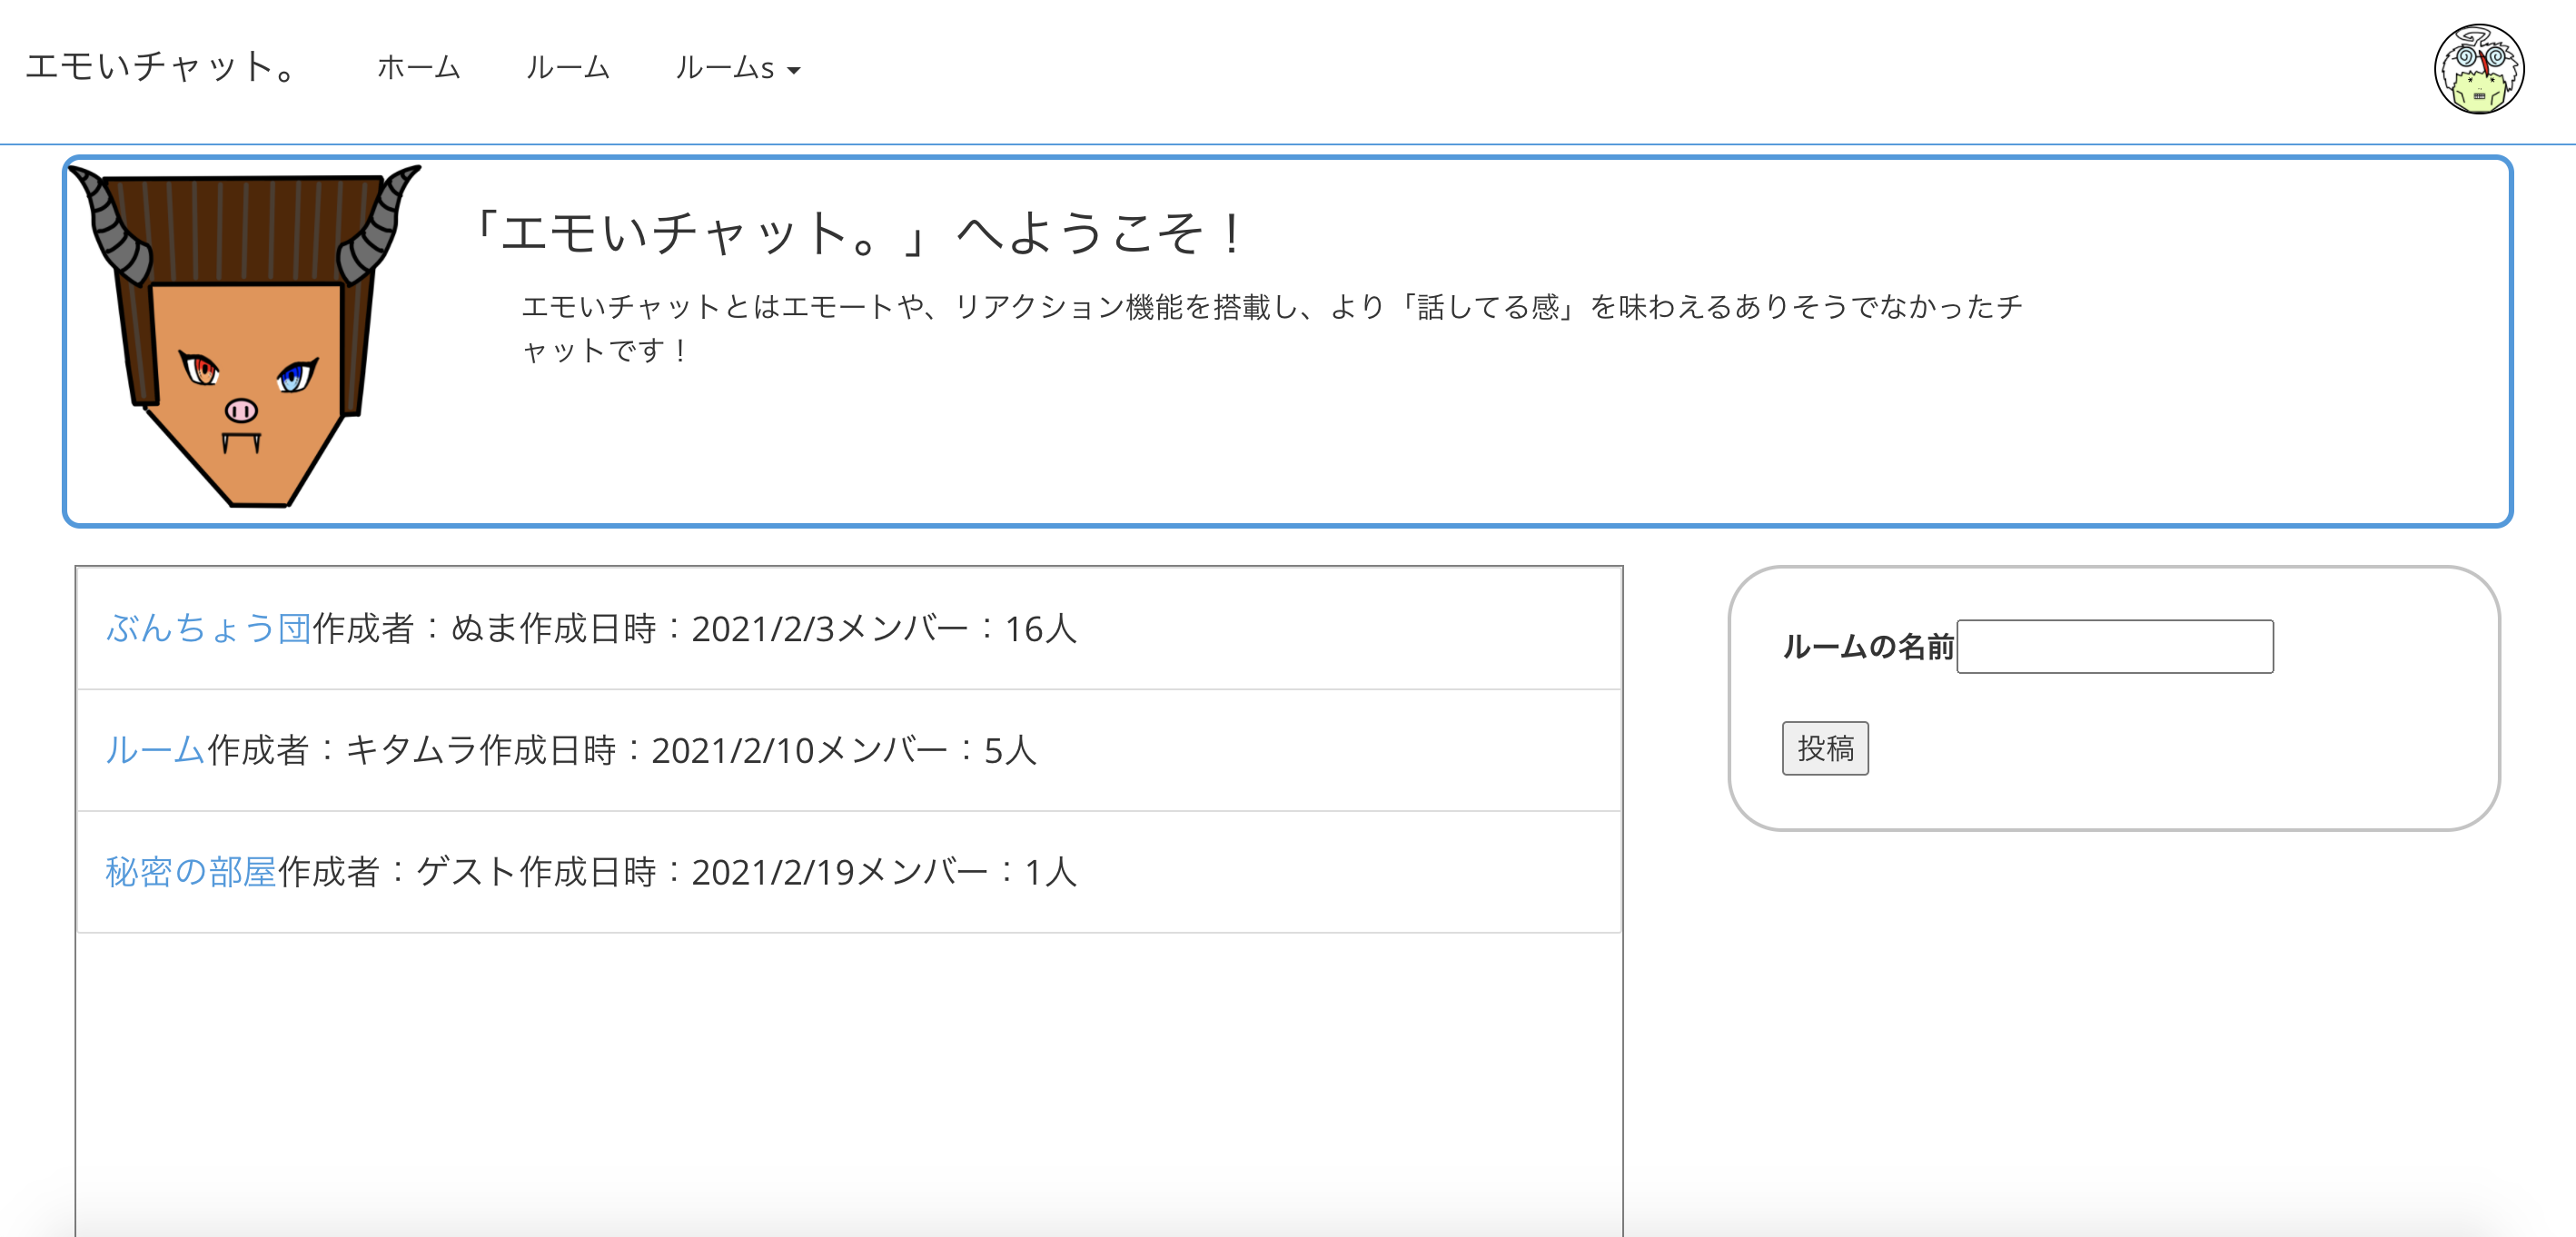 エモいチャット。 ホーム ルーム ルームs
「エモいチャット。」へようこそ！
エモいチャットとはエモートや、リアクション機能を搭載し、より「話してる感」を味わえるありそうでなかったチ
ャットです！
ぶんちょう団作成者：ぬま作成日時：2021/2/3メンバー：16人
ルーム作成者：キタムラ作成日時：2021/2/10メンバー：5人
秘密の部屋作成者：ゲスト作成日時：2021/2/19メンバー：1人
ルームの名前
投稿